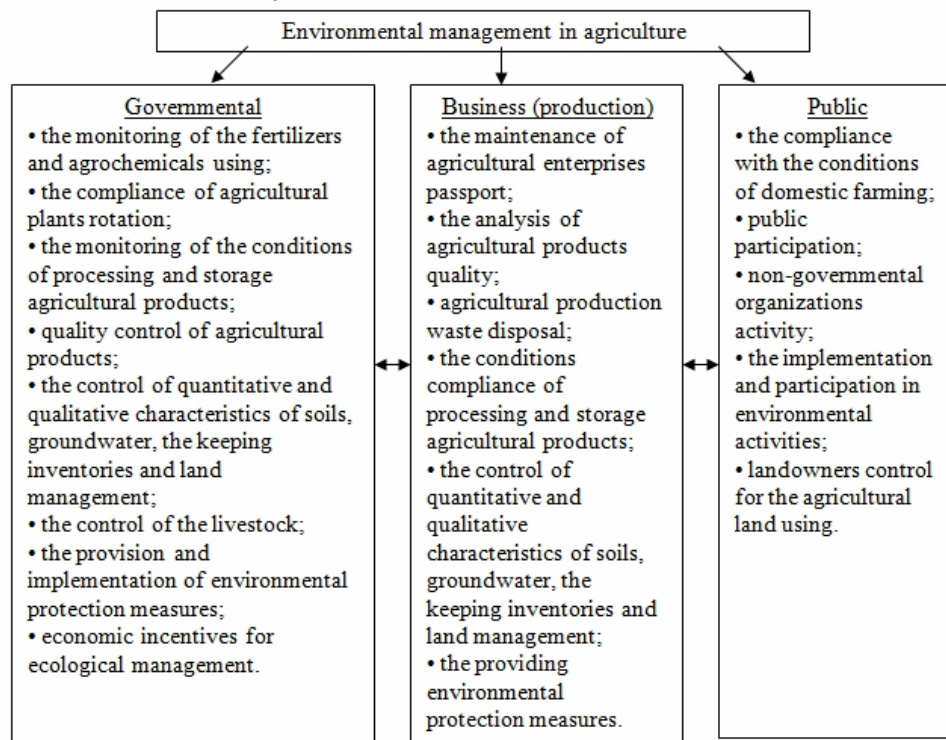 Environmental management in agriculture
Governmental
• the monitoring of the fertilizers
and agrochemicals using;
• the compliance of agricultural
plants rotation;
• the monitoring of the conditions
of processing and storage
agricultural products;
• quality control of agricultural
products;
• the control of quantitative and
qualitative characteristics of soils,
groundwater, the keeping
inventories and land
management;
• the control of the livestock;
• the provision and
implementation of environmental
protection measures;
• economic incentives for
ecological management.
Business (production)
• the maintenance of
agricultural enterprises
passport;
• the analysis of
agricultural products
quality;
• agricultural production
waste disposal;
• the conditions
compliance of
processing and storage
agricultural products;
• the control of
quantitative and
qualitative
characteristics of soils,
groundwater, the
keeping inventories and
land management;
• the providing
environmental
protection measures.
Public
• the compliance
with the conditions
of domestic farming;
• public
participation;
• non-governmental
organizations
activity;
• the implementation
and participation in
environmental
activities;
• landowners control
for the agricultural
land using.